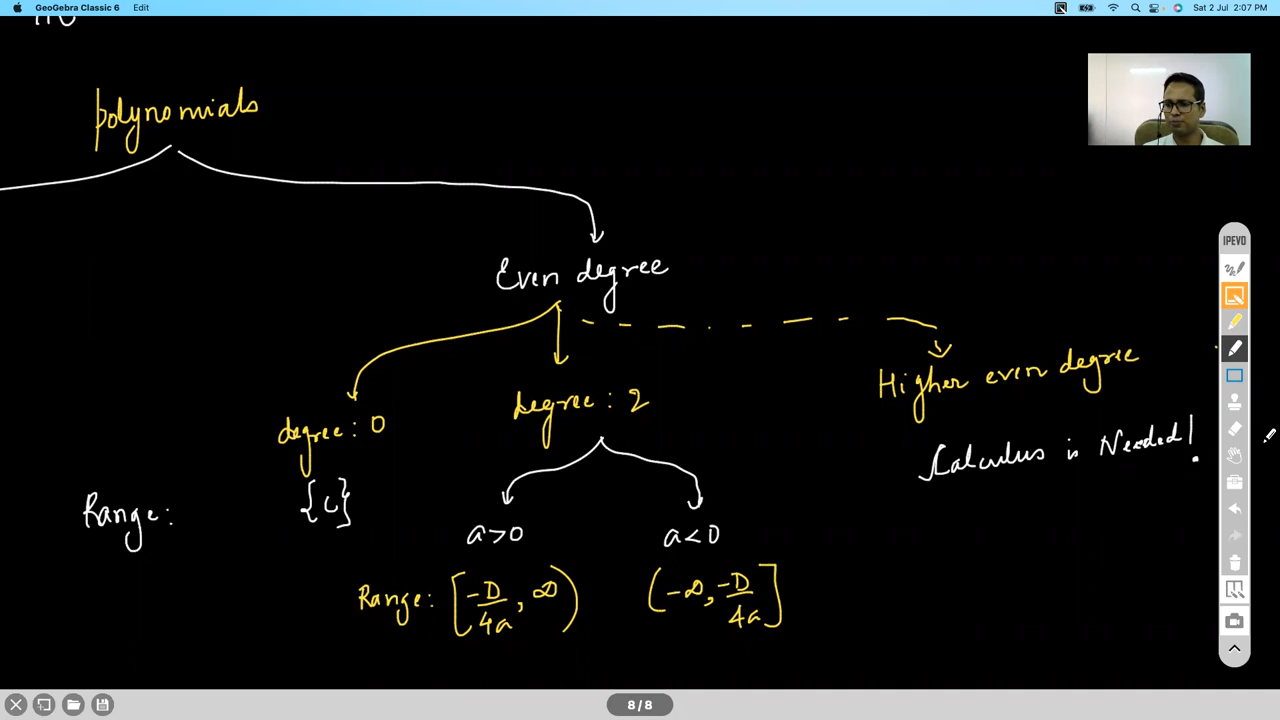 GeoGebra Classic 6 Edit Sat 2 Jul 2:07 PM
polynomials
Even degree
degree: 0
degree: 2
Higher even degree
Calculus is Needed!
Range: {c}
a>0 a<0
Range: [-D/4a, ∞) (-∞, -D/4a]
IPEVO
8/8